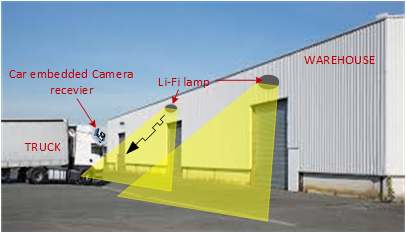 WAREHOUSE
Li-Fi lamp
Car embedded Camera
recevier
TRUCK